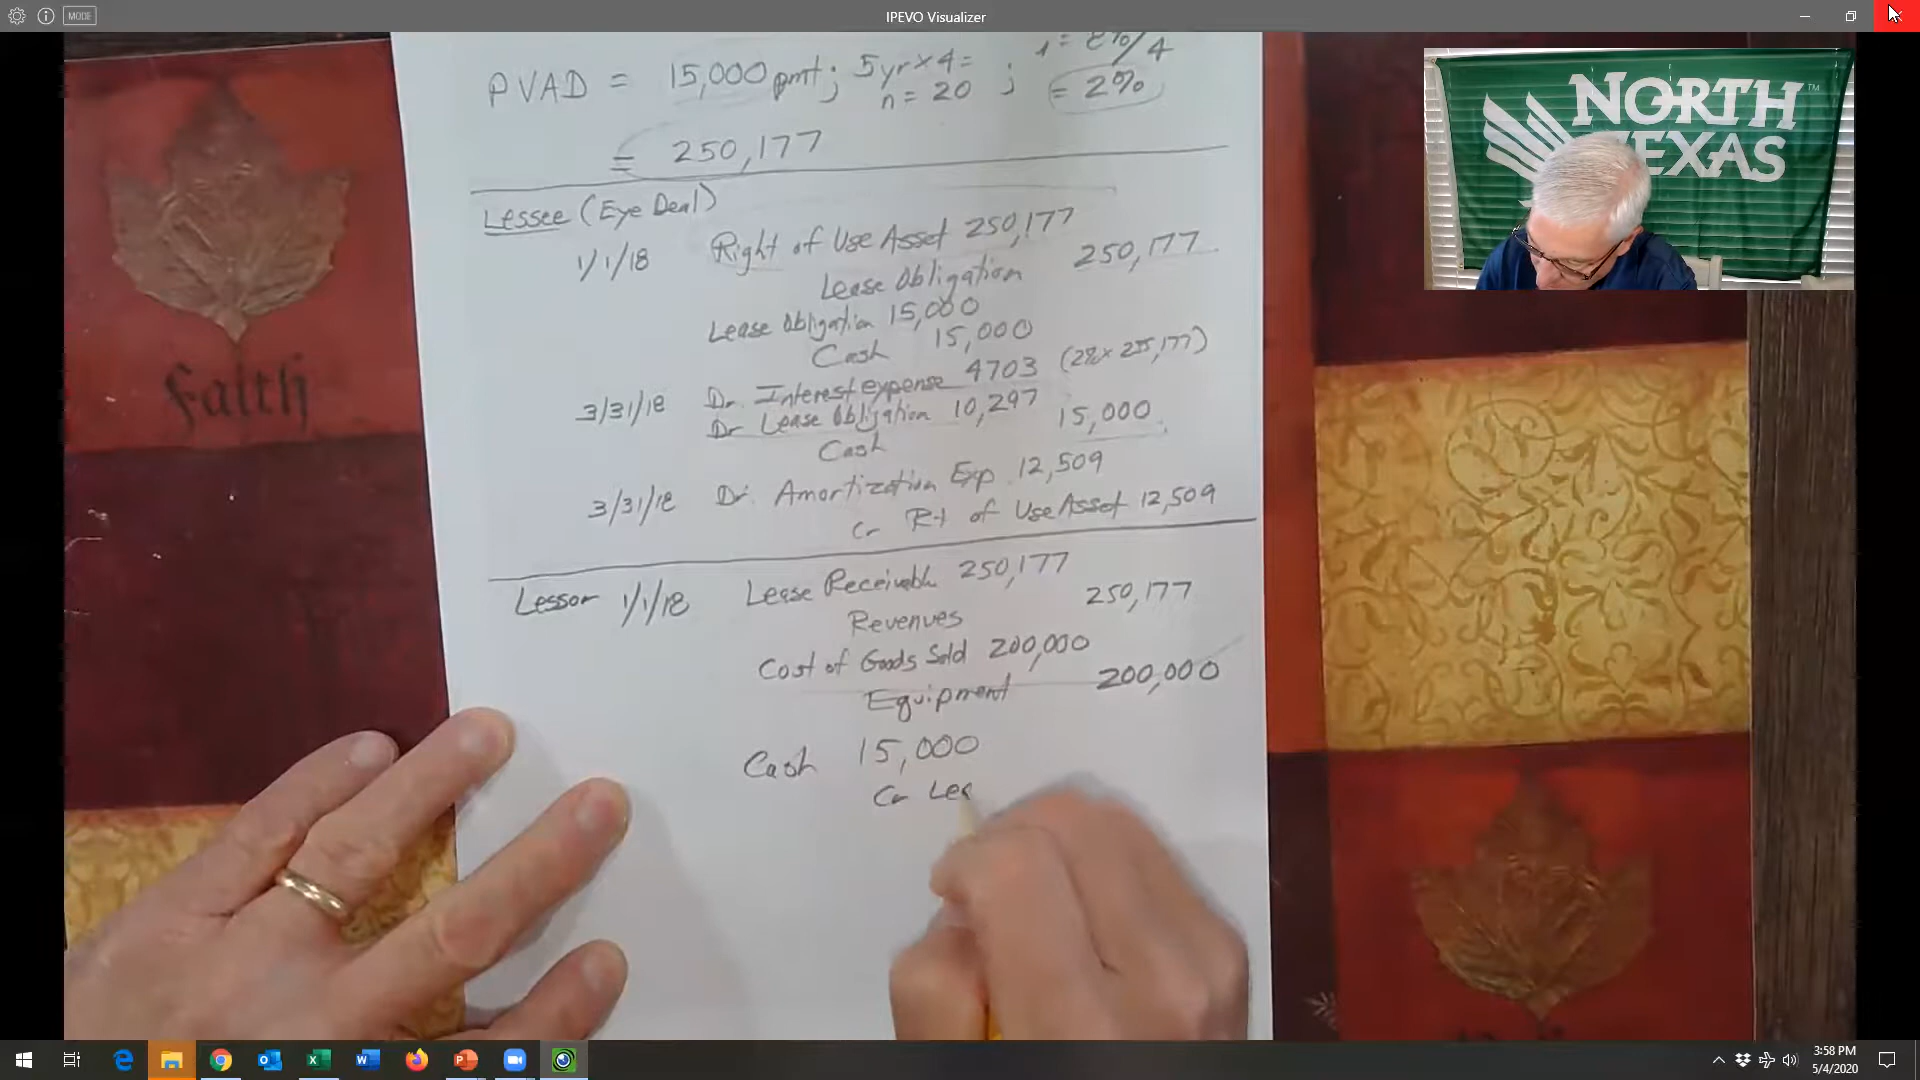 IPEVO Visualizer
MODE
NORTH
TEXAS
TM
i = 8%/4
PVAD = 15,000 pmt; 5yr x 4 = ;
n = 20
= 2%
= 250,177
Lessee (Eye Deal)
1/1/18 Right of Use Asset 250,177
Lease Obligation 250,177
Lease Obligation 15,000
Cash 15,000
3/31/18 Dr. Interest expense 4703 (2% x 235,177)
Dr Lease Obligation 10,297
Cash 15,000
3/31/18 Dr. Amortization Exp 12,509
Cr Rt of Use Asset 12,509
Lessor 1/1/18 Lease Receivable 250,177
Revenues 250,177
Cost of Goods Sold 200,000
Equipment 200,000
Cash 15,000
Cr Lea
Faith
3:58 PM
5/4/2020